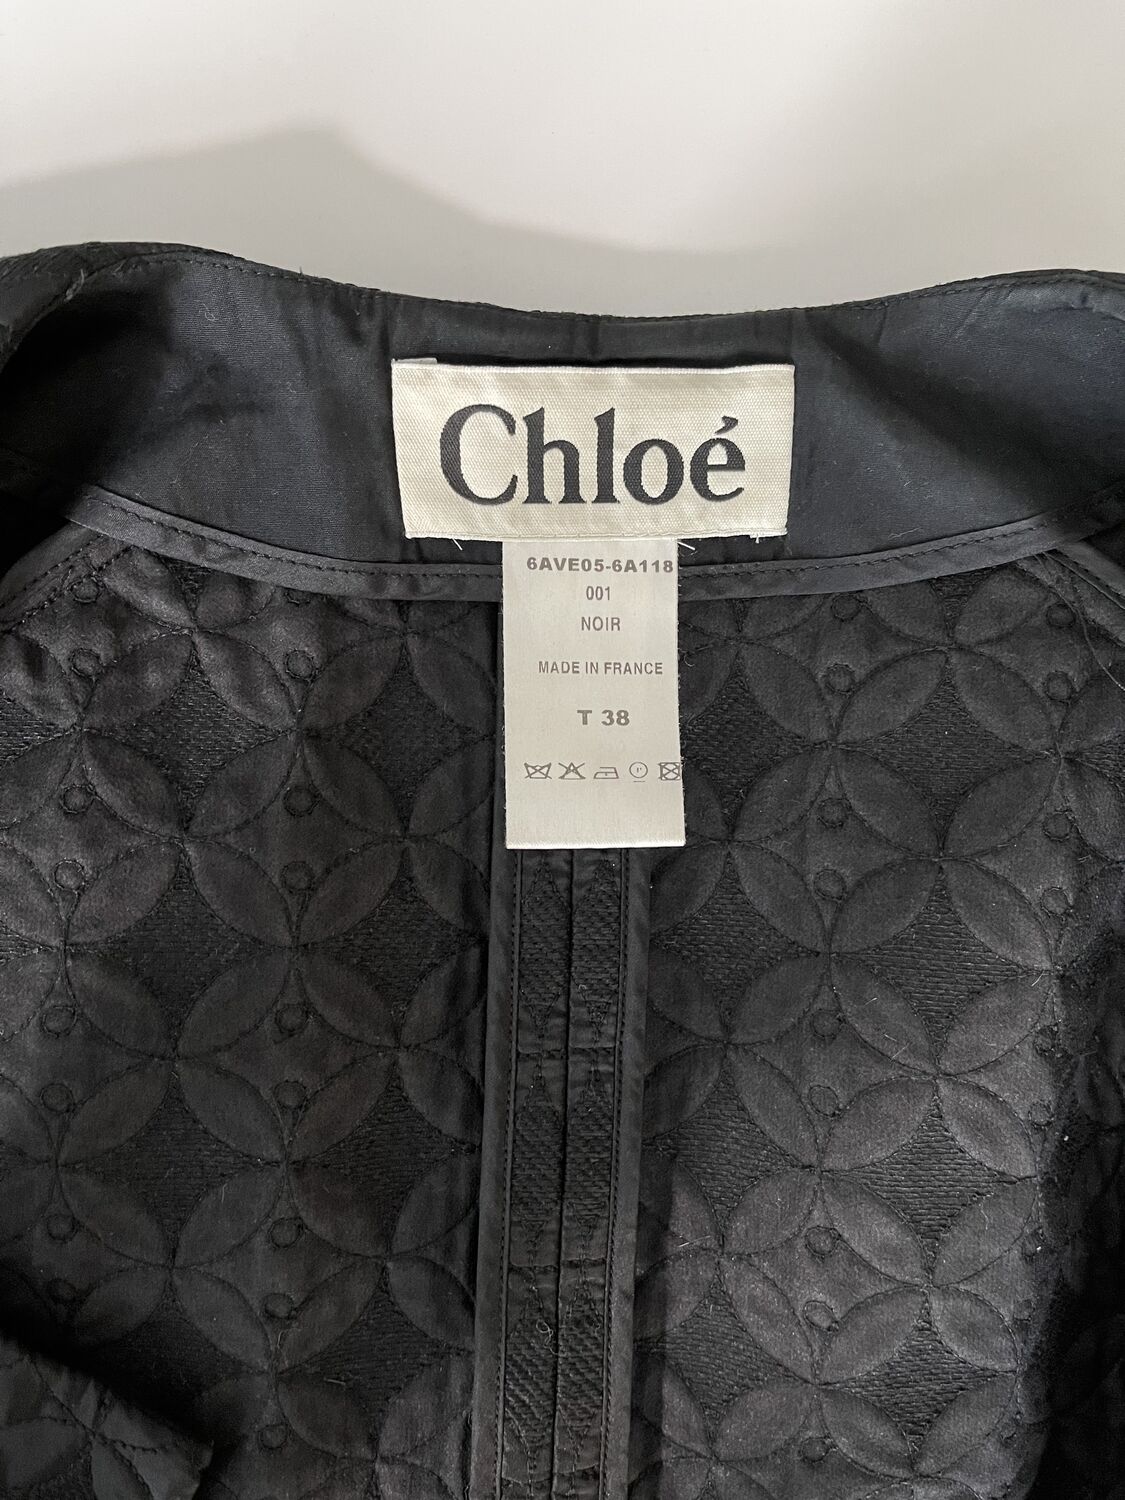 Chloé
6AVE05-6A118
001
NOIR
MADE IN FRANCE
T 38